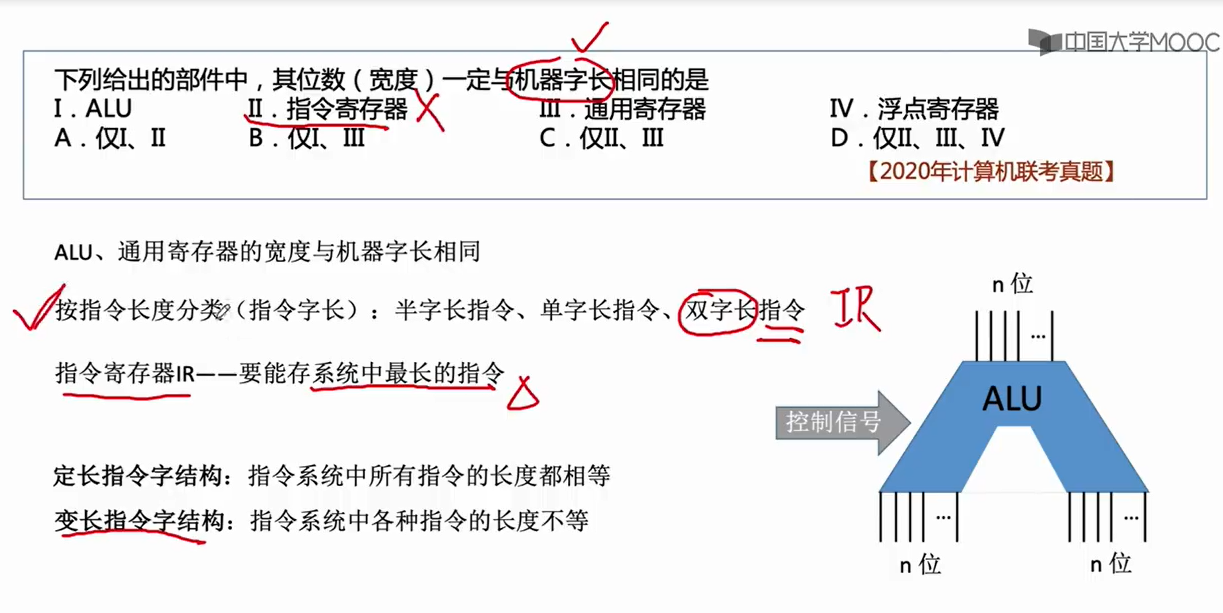 中国大学MOOC
下列给出的部件中，其位数（宽度）一定与机器字长相同的是
I．ALU II．指令寄存器 III．通用寄存器 IV．浮点寄存器
A．仅I、II B．仅I、III C．仅II、III D．仅II、III、IV
【2020年计算机联考真题】
ALU、通用寄存器的宽度与机器字长相同
按指令长度分类（指令字长）：半字长指令、单字长指令、双字长指令 IR
指令寄存器IR——要能存系统中最长的指令
定长指令字结构：指令系统中所有指令的长度都相等
变长指令字结构：指令系统中各种指令的长度不等
n 位
...
ALU
控制信号
... ...
n 位 n 位